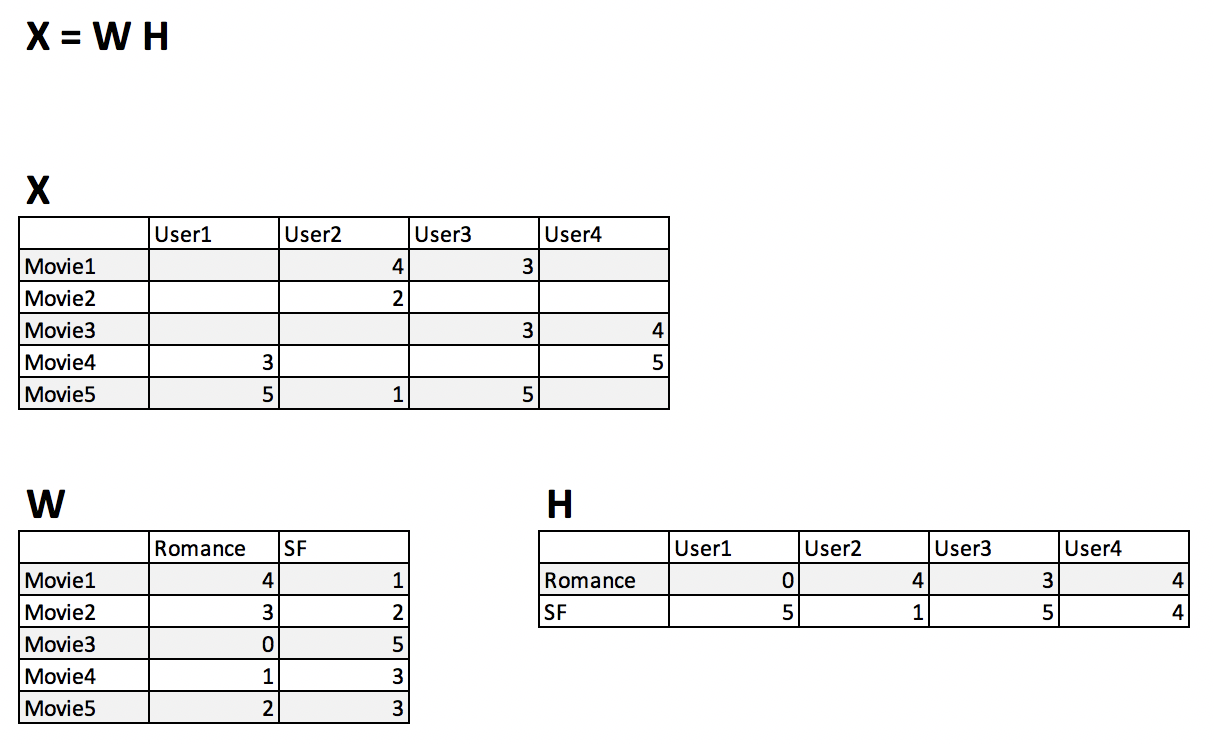 X = W H
X
User1 User2 User3 User4
Movie1 4 3
Movie2 2
Movie3 3 4
Movie4 3 5
Movie5 5 1 5
W
Romance SF
Movie1 4 1
Movie2 3 2
Movie3 0 5
Movie4 1 3
Movie5 2 3
H
User1 User2 User3 User4
Romance 0 4 3 4
SF 5 1 5 4